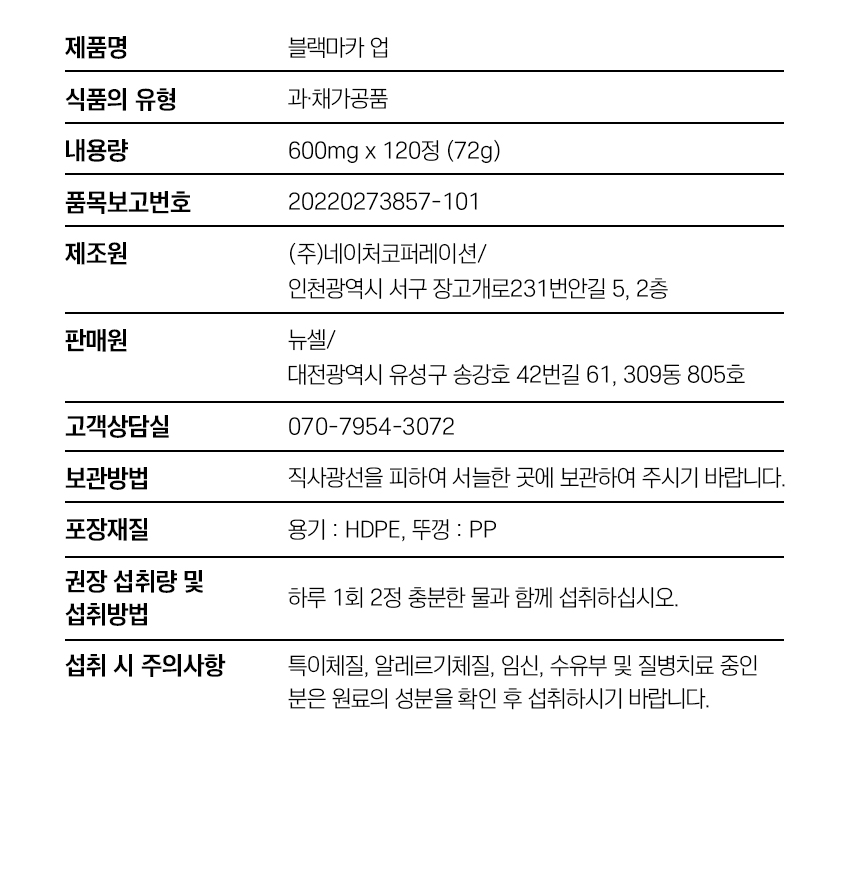 제품명 블랙마카 업
식품의 유형 과·채가공품
내용량 600mg x 120정 (72g)
품목보고번호 20220273857-101
제조원 (주)네이처코퍼레이션/
인천광역시 서구 장고개로231번안길 5, 2층
판매원 뉴셀/
대전광역시 유성구 송강호 42번길 61, 309동 805호
고객상담실 070-7954-3072
보관방법 직사광선을 피하여 서늘한 곳에 보관하여 주시기 바랍니다.
포장재질 용기 : HDPE, 뚜껑 : PP
권장 섭취량 및
섭취방법
하루 1회 2정 충분한 물과 함께 섭취하십시오.
섭취 시 주의사항 특이체질, 알레르기체질, 임신, 수유부 및 질병치료 중인
분은 원료의 성분을 확인 후 섭취하시기 바랍니다.